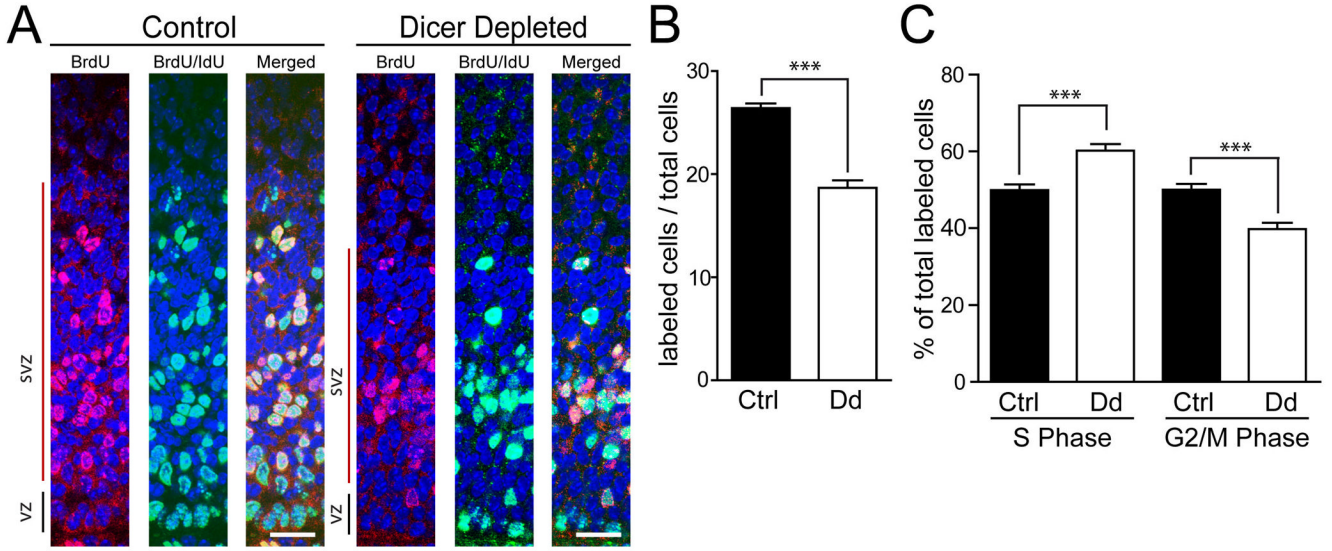 A
Control
Dicer Depleted
BrdU
BrdU/IdU
Merged
BrdU
BrdU/IdU
Merged
SVZ
VZ
SVZ
VZ
B
labeled cells / total cells
30
20
10
0
***
Ctrl
Dd
C
% of total labeled cells
80
60
40
20
0
***
***
Ctrl
Dd
Ctrl
Dd
S Phase
G2/M Phase